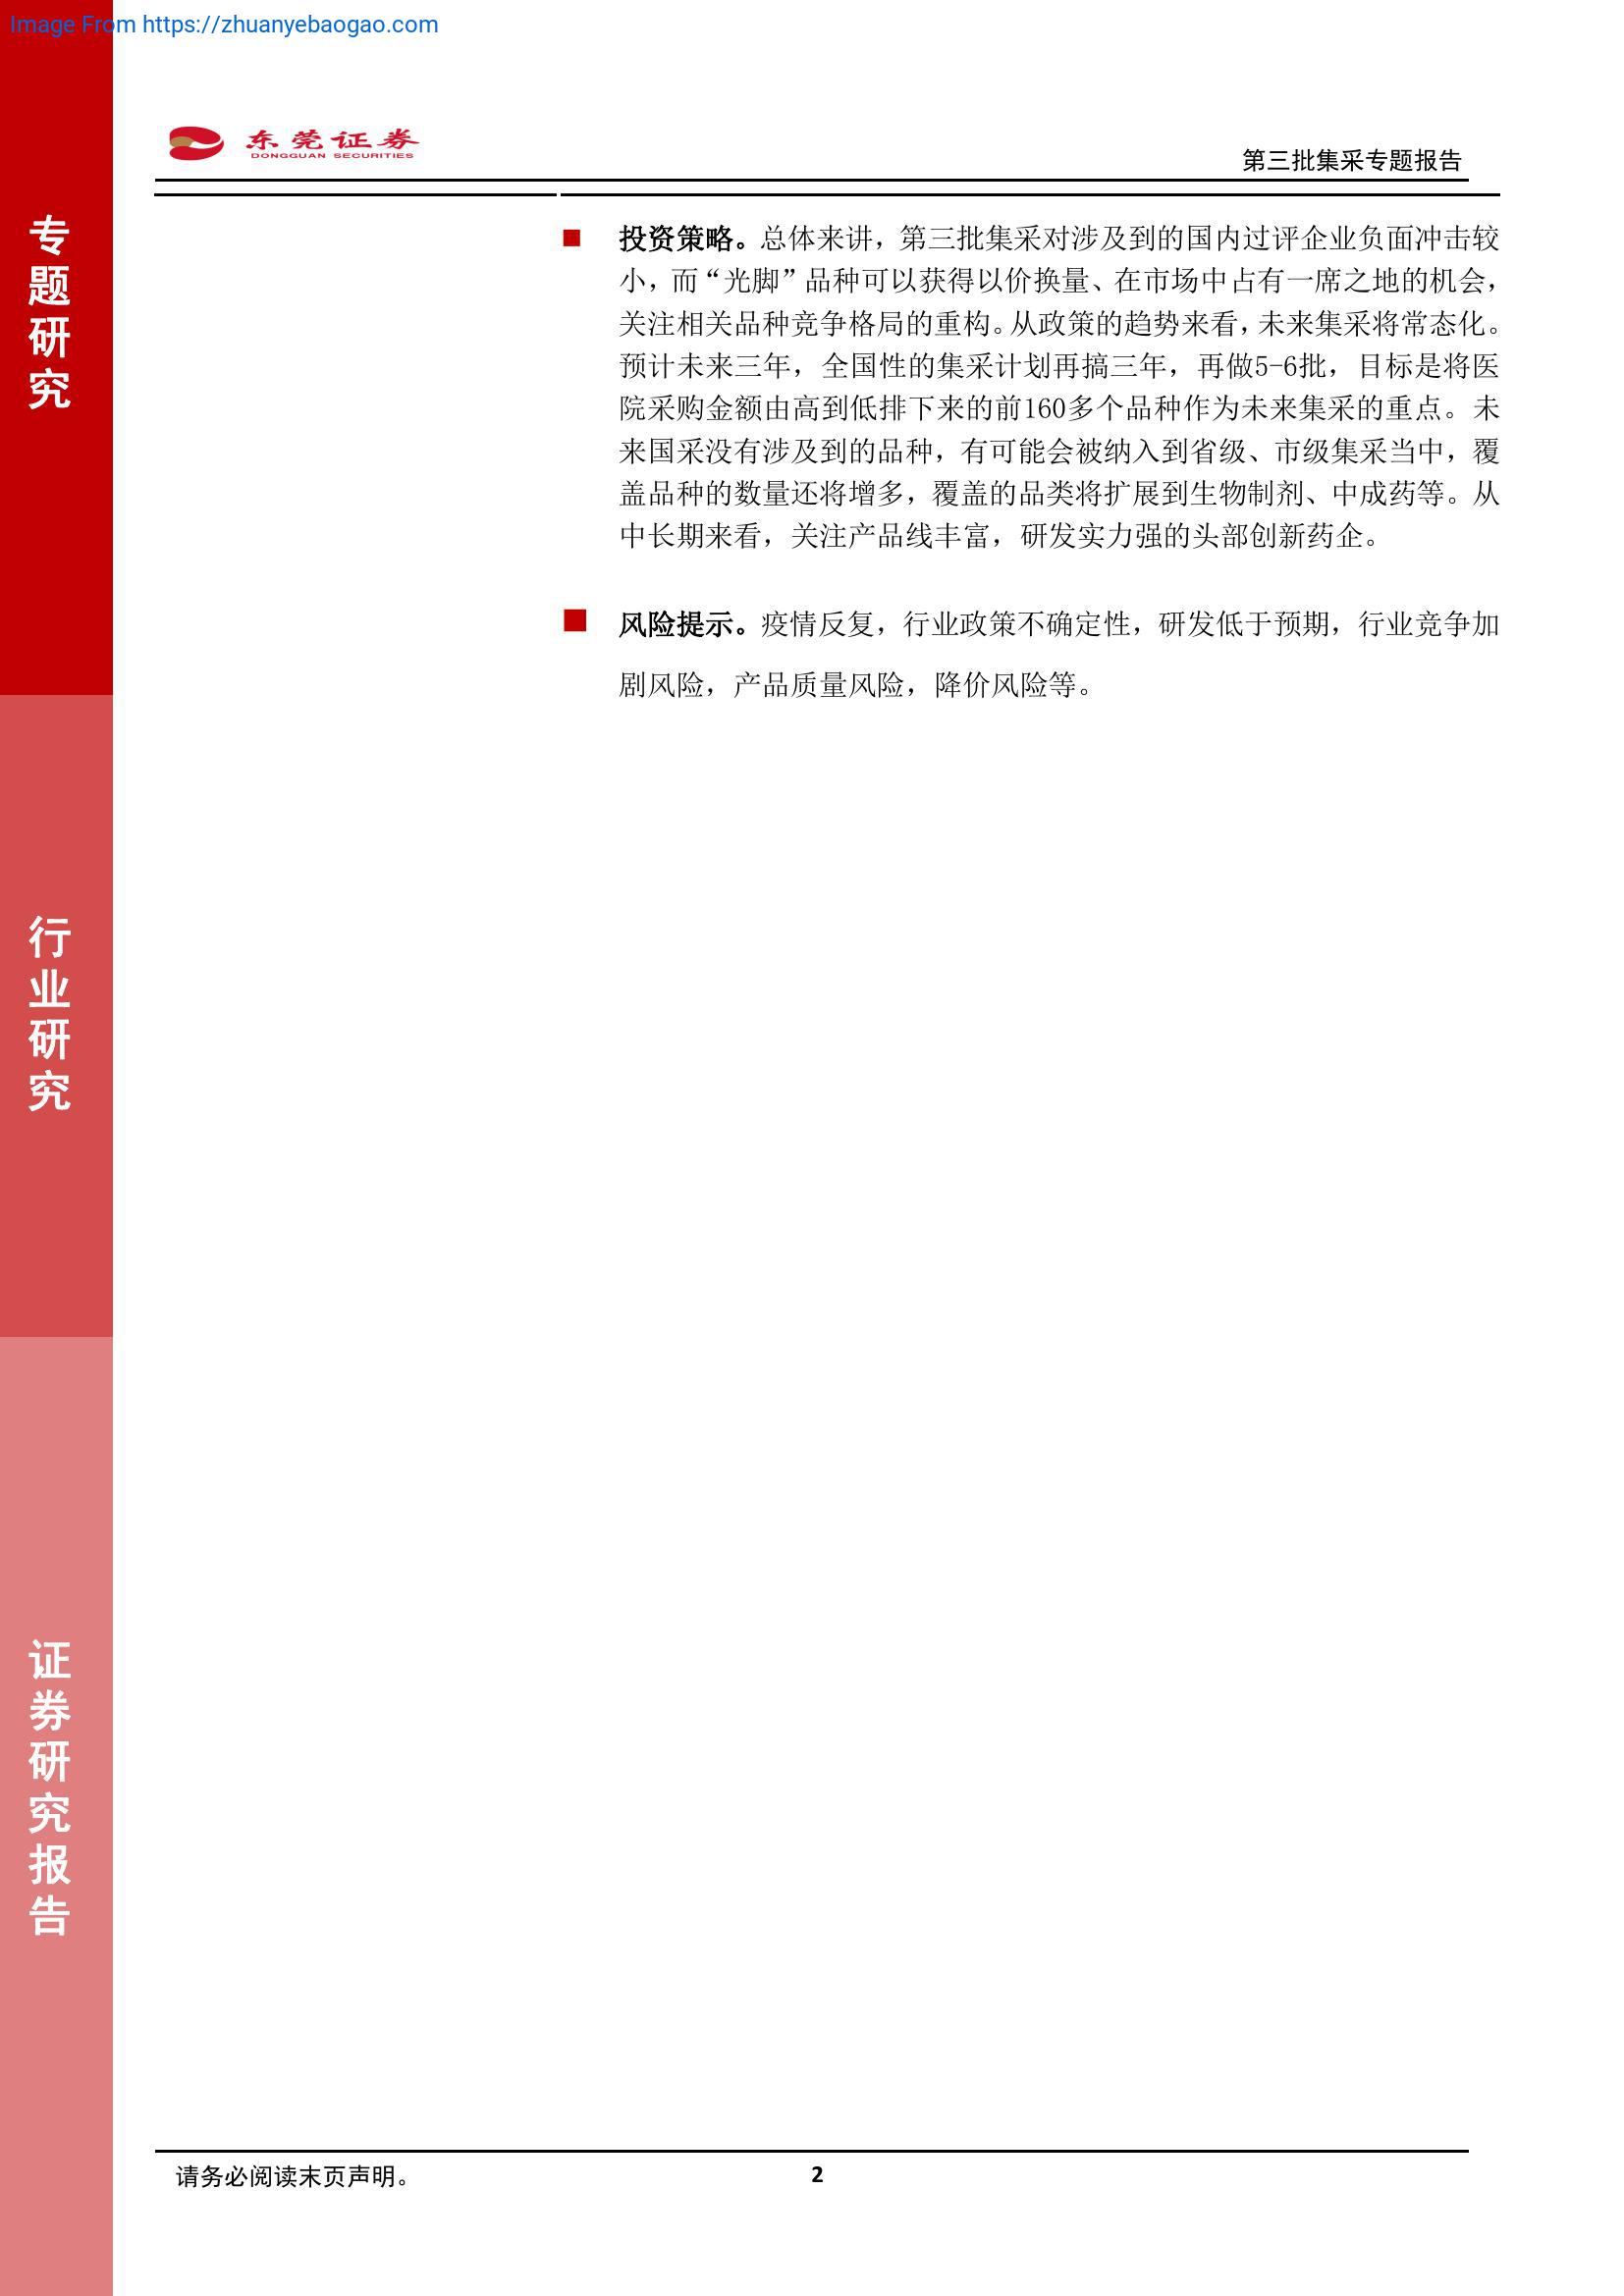 Image From https://zhuanyebaogao.com
东莞证券
DONGGUAN SECURITIES
第三批集采专题报告
专题研究
行业研究
证券研究报告
■ 投资策略。总体来讲，第三批集采对涉及到的国内过评企业负面冲击较
小，而“光脚”品种可以获得以价换量、在市场中占有一席之地的机会，
关注相关品种竞争格局的重构。从政策的趋势来看，未来集采将常态化。
预计未来三年，全国性的集采计划再搞三年，再做5-6批，目标是将医
院采购金额由高到低排下来的前160多个品种作为未来集采的重点。未
来国采没有涉及到的品种，有可能会被纳入到省级、市级集采当中，覆
盖品种的数量还将增多，覆盖的品类将扩展到生物制剂、中成药等。从
中长期来看，关注产品线丰富，研发实力强的头部创新药企。
■ 风险提示。疫情反复，行业政策不确定性，研发低于预期，行业竞争加
剧风险，产品质量风险，降价风险等。
请务必阅读末页声明。
2